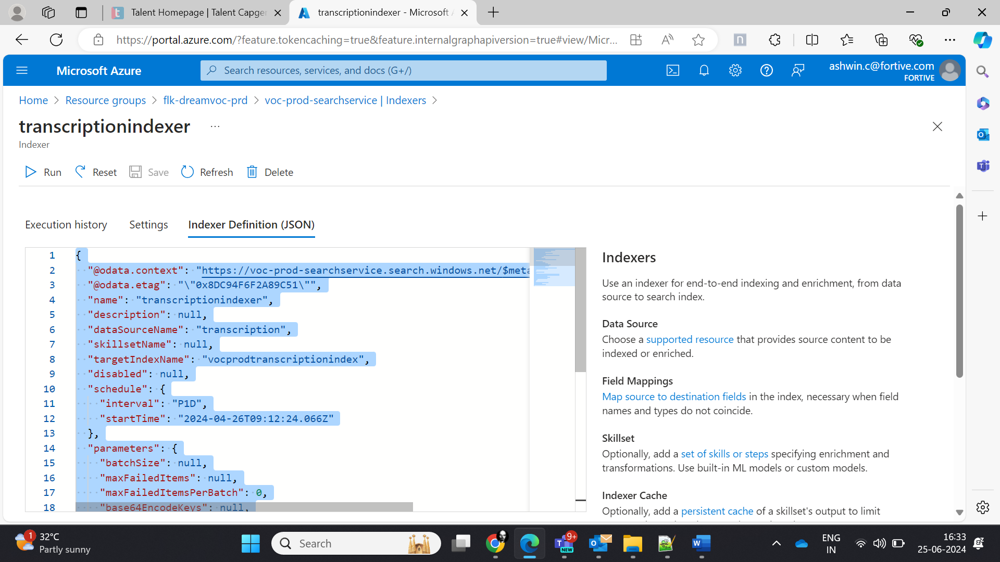 Talent Homepage | Talent Capger
transcriptionindexer - Microsoft A
https://portal.azure.com/?feature.tokencaching=true&feature.internalgraphapiversion=true#view/Micr...
Microsoft Azure
Search resources, services, and docs (G+/)
ashwin.c@fortive.com
FORTIVE
Home > Resource groups > flk-dreamvoc-prd > voc-prod-searchservice | Indexers >
transcriptionindexer ...
Indexer
Run Reset Save Refresh Delete
Execution history Settings Indexer Definition (JSON)
1 {
2 "@odata.context": "https://voc-prod-searchservice.search.windows.net/$meta
3 "@odata.etag": "\"0x8DC94F6F2A89C51\"",
4 "name": "transcriptionindexer",
5 "description": null,
6 "dataSourceName": "transcription",
7 "skillsetName": null,
8 "targetIndexName": "vocprodtranscriptionindex",
9 "disabled": null,
10 "schedule": {
11 "interval": "P1D",
12 "startTime": "2024-04-26T09:12:24.066Z"
13 },
14 "parameters": {
15 "batchSize": null,
16 "maxFailedItems": null,
17 "maxFailedItemsPerBatch": 0,
18 "base64EncodeKeys": null,
Indexers
Use an indexer for end-to-end indexing and enrichment, from data
source to search index.
Data Source
Choose a supported resource that provides source content to be
indexed or enriched.
Field Mappings
Map source to destination fields in the index, necessary when field
names and types do not coincide.
Skillset
Optionally, add a set of skills or steps specifying enrichment and
transformations. Use built-in ML models or custom models.
Indexer Cache
Optionally, add a persistent cache of a skillset's output to limit
1
32°C
Partly sunny
Search
9+
NEW
ENG
IN
16:33
25-06-2024